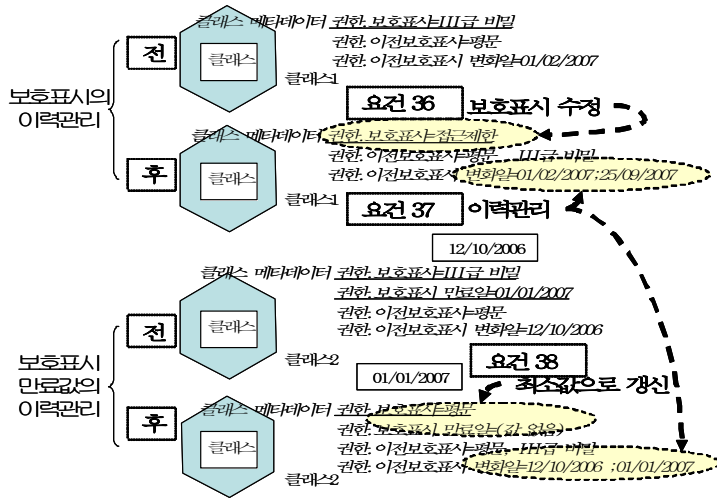 클래스 메타데이터 권한. 보호표시=III급 비밀
전
권한. 이전보호표시=평문
클래스
권한. 이전보호표시 변화일=01/02/2007
클래스1
보호표시의
이력관리
요건 36
보호표시 수정
클래스 메타데이터 권한. 보호표시=접근제한
권한. 이전보호표시=평문, III급 비밀
후
클래스
권한. 이전보호표시 변화일=01/02/2007;25/09/2007
클래스1
요건 37
이력관리
12/10/2006
클래스 메타데이터 권한. 보호표시=III급 비밀
권한. 보호표시 만료일=01/01/2007
권한. 이전보호표시=평문
전
클래스
권한. 이전보호표시 변화일=12/10/2006
클래스2
보호표시
만료값의
이력관리
요건 38
01/01/2007
최소값으로 갱신
클래스 메타데이터 권한. 보호표시=평문
권한. 보호표시 만료일=(값 없음)
후
클래스
권한. 이전보호표시=평문, III급 비밀
권한. 이전보호표시 변화일=12/10/2006 ;01/01/2007
클래스2